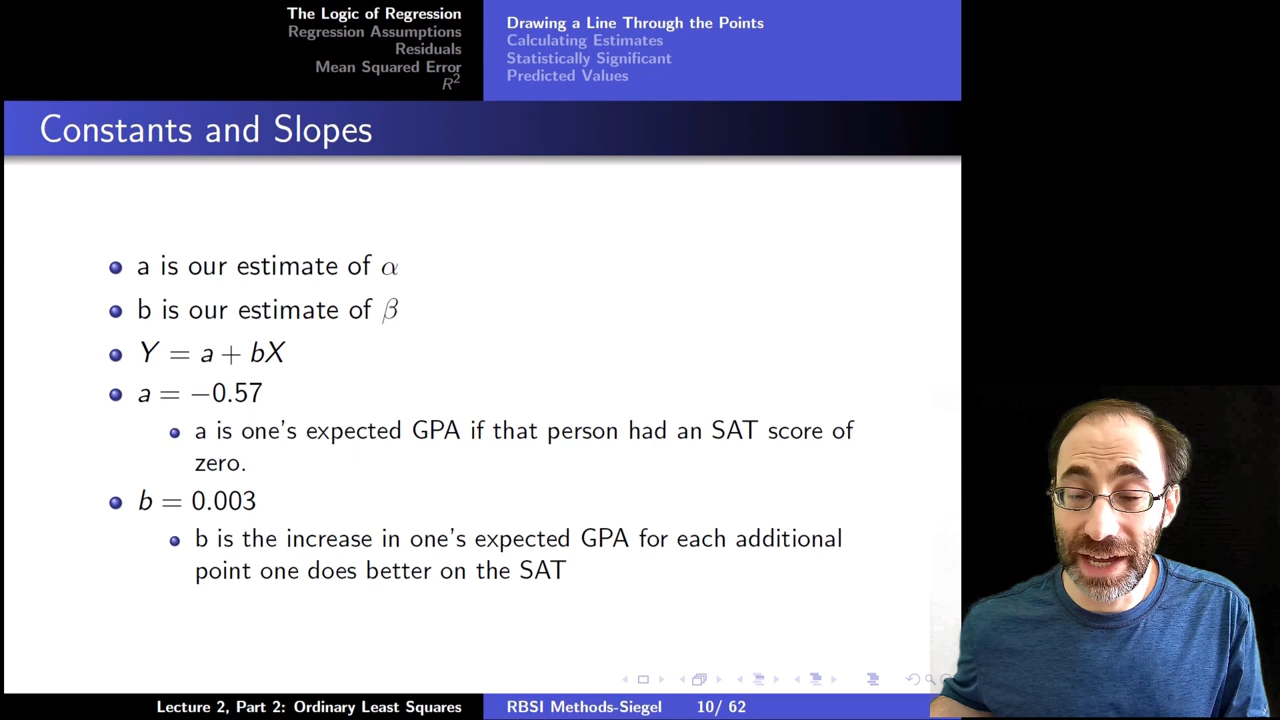 The Logic of Regression
Regression Assumptions
Residuals
Mean Squared Error
R²
Drawing a Line Through the Points
Calculating Estimates
Statistically Significant
Predicted Values
Constants and Slopes
a is our estimate of α
b is our estimate of β
Y = a + bX
a = −0.57
a is one's expected GPA if that person had an SAT score of
zero.
b = 0.003
b is the increase in one's expected GPA for each additional
point one does better on the SAT
Lecture 2, Part 2: Ordinary Least Squares
RBSI Methods-Siegel
10/ 62